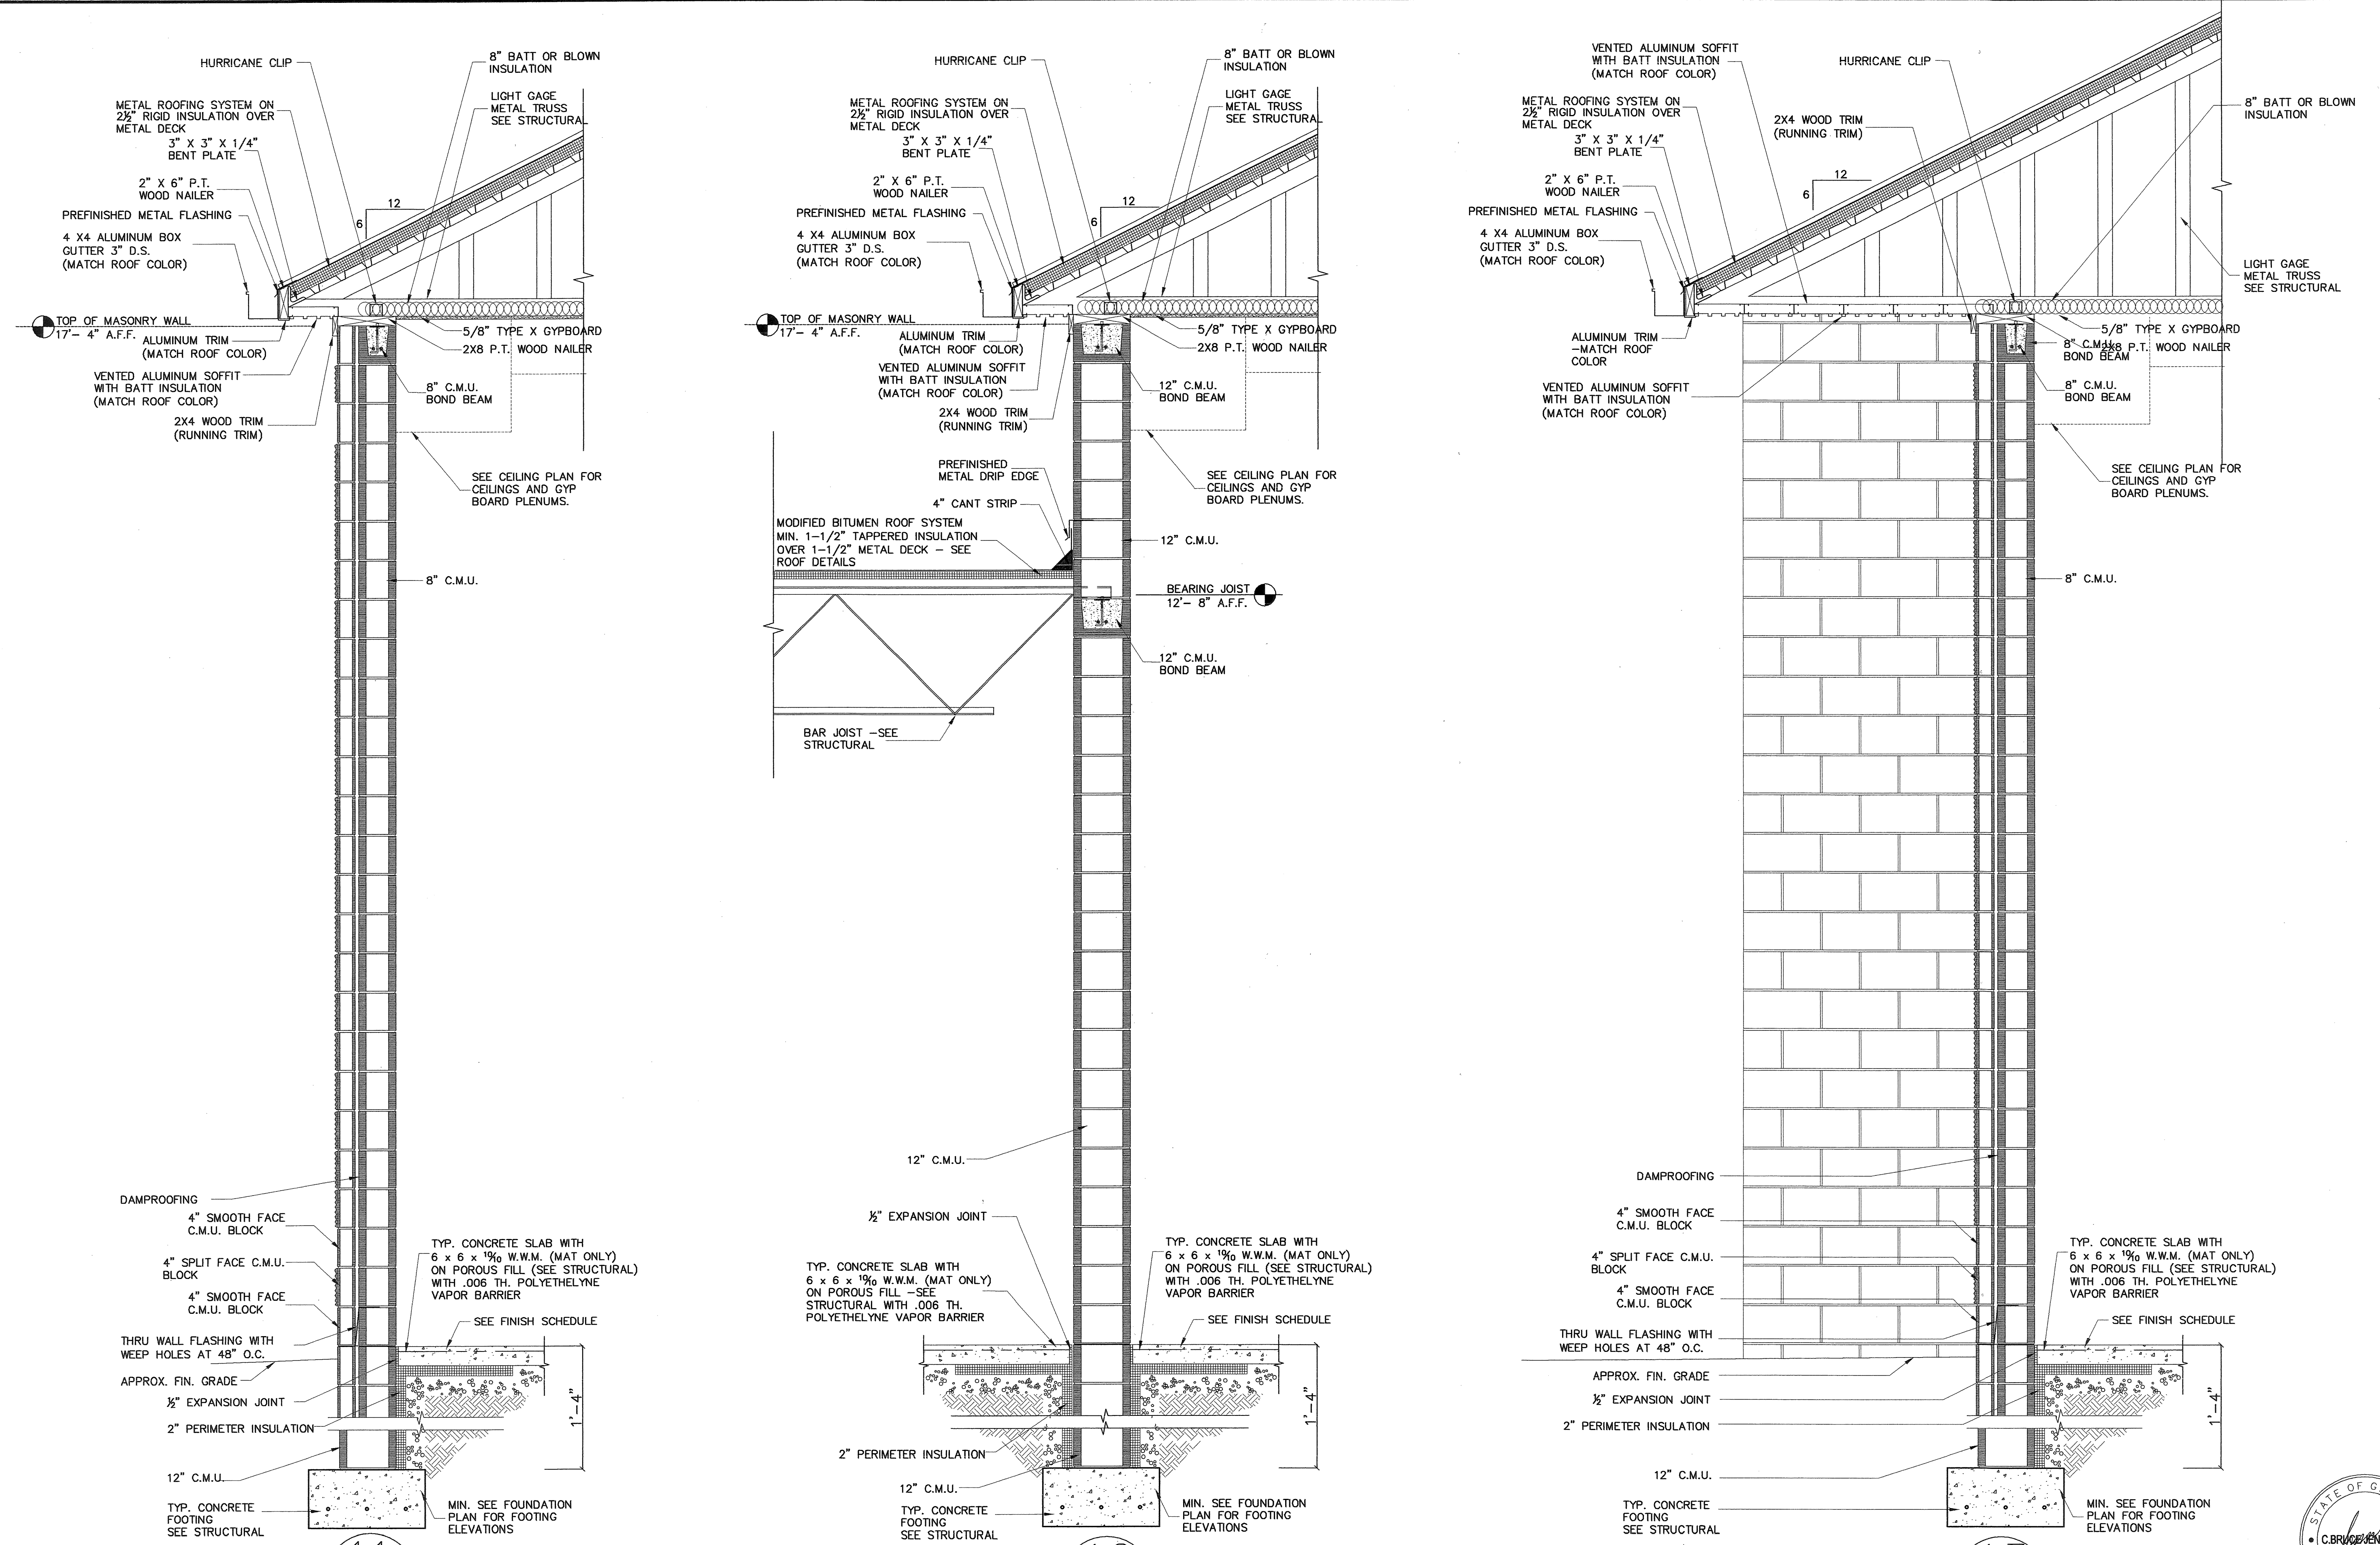 HURRICANE CLIP
8" BATT OR BLOWN
INSULATION
METAL ROOFING SYSTEM ON
2½" RIGID INSULATION OVER
METAL DECK
LIGHT GAGE
METAL TRUSS
SEE STRUCTURAL
3" X 3" X 1/4"
BENT PLATE
2" X 6" P.T.
WOOD NAILER
12
6
PREFINISHED METAL FLASHING
4 X4 ALUMINUM BOX
GUTTER 3" D.S.
(MATCH ROOF COLOR)
TOP OF MASONRY WALL
17'- 4" A.F.F.
ALUMINUM TRIM
(MATCH ROOF COLOR)
5/8" TYPE X GYPBOARD
2X8 P.T. WOOD NAILER
VENTED ALUMINUM SOFFIT
WITH BATT INSULATION
(MATCH ROOF COLOR)
8" C.M.U.
BOND BEAM
2X4 WOOD TRIM
(RUNNING TRIM)
SEE CEILING PLAN FOR
CEILINGS AND GYP
BOARD PLENUMS.
8" C.M.U.
DAMPROOFING
4" SMOOTH FACE
C.M.U. BLOCK
4" SPLIT FACE C.M.U.
BLOCK
4" SMOOTH FACE
C.M.U. BLOCK
TYP. CONCRETE SLAB WITH
6 x 6 x 10/10 W.W.M. (MAT ONLY)
ON POROUS FILL (SEE STRUCTURAL)
WITH .006 TH. POLYETHELYNE
VAPOR BARRIER
SEE FINISH SCHEDULE
THRU WALL FLASHING WITH
WEEP HOLES AT 48" O.C.
APPROX. FIN. GRADE
½" EXPANSION JOINT
2" PERIMETER INSULATION
1'-4"
12" C.M.U.
TYP. CONCRETE
FOOTING
SEE STRUCTURAL
MIN. SEE FOUNDATION
PLAN FOR FOOTING
ELEVATIONS
HURRICANE CLIP
8" BATT OR BLOWN
INSULATION
METAL ROOFING SYSTEM ON
2½" RIGID INSULATION OVER
METAL DECK
LIGHT GAGE
METAL TRUSS
SEE STRUCTURAL
3" X 3" X 1/4"
BENT PLATE
2" X 6" P.T.
WOOD NAILER
12
6
PREFINISHED METAL FLASHING
4 X4 ALUMINUM BOX
GUTTER 3" D.S.
(MATCH ROOF COLOR)
TOP OF MASONRY WALL
17'- 4" A.F.F.
ALUMINUM TRIM
(MATCH ROOF COLOR)
5/8" TYPE X GYPBOARD
2X8 P.T. WOOD NAILER
VENTED ALUMINUM SOFFIT
WITH BATT INSULATION
(MATCH ROOF COLOR)
12" C.M.U.
BOND BEAM
2X4 WOOD TRIM
(RUNNING TRIM)
PREFINISHED
METAL DRIP EDGE
SEE CEILING PLAN FOR
CEILINGS AND GYP
BOARD PLENUMS.
4" CANT STRIP
MODIFIED BITUMEN ROOF SYSTEM
MIN. 1-1/2" TAPPERED INSULATION
OVER 1-1/2" METAL DECK - SEE
ROOF DETAILS
12" C.M.U.
BEARING JOIST
12'- 8" A.F.F.
12" C.M.U.
BOND BEAM
BAR JOIST -SEE
STRUCTURAL
12" C.M.U.
½" EXPANSION JOINT
TYP. CONCRETE SLAB WITH
6 x 6 x 10/10 W.W.M. (MAT ONLY)
ON POROUS FILL -SEE
STRUCTURAL WITH .006 TH.
POLYETHELYNE VAPOR BARRIER
TYP. CONCRETE SLAB WITH
6 x 6 x 10/10 W.W.M. (MAT ONLY)
ON POROUS FILL (SEE STRUCTURAL)
WITH .006 TH. POLYETHELYNE
VAPOR BARRIER
SEE FINISH SCHEDULE
1'-4"
2" PERIMETER INSULATION
12" C.M.U.
TYP. CONCRETE
FOOTING
SEE STRUCTURAL
MIN. SEE FOUNDATION
PLAN FOR FOOTING
ELEVATIONS
VENTED ALUMINUM SOFFIT
WITH BATT INSULATION
(MATCH ROOF COLOR)
HURRICANE CLIP
METAL ROOFING SYSTEM ON
2½" RIGID INSULATION OVER
METAL DECK
2X4 WOOD TRIM
(RUNNING TRIM)
8" BATT OR BLOWN
INSULATION
3" X 3" X 1/4"
BENT PLATE
2" X 6" P.T.
WOOD NAILER
12
6
PREFINISHED METAL FLASHING
4 X4 ALUMINUM BOX
GUTTER 3" D.S.
(MATCH ROOF COLOR)
LIGHT GAGE
METAL TRUSS
SEE STRUCTURAL
ALUMINUM TRIM
-MATCH ROOF
COLOR
5/8" TYPE X GYPBOARD
8" C.M.U.
BOND BEAM
2X8 P.T. WOOD NAILER
VENTED ALUMINUM SOFFIT
WITH BATT INSULATION
(MATCH ROOF COLOR)
8" C.M.U.
BOND BEAM
SEE CEILING PLAN FOR
CEILINGS AND GYP
BOARD PLENUMS.
8" C.M.U.
DAMPROOFING
4" SMOOTH FACE
C.M.U. BLOCK
4" SPLIT FACE C.M.U.
BLOCK
4" SMOOTH FACE
C.M.U. BLOCK
TYP. CONCRETE SLAB WITH
6 x 6 x 10/10 W.W.M. (MAT ONLY)
ON POROUS FILL (SEE STRUCTURAL)
WITH .006 TH. POLYETHELYNE
VAPOR BARRIER
SEE FINISH SCHEDULE
THRU WALL FLASHING WITH
WEEP HOLES AT 48" O.C.
APPROX. FIN. GRADE
½" EXPANSION JOINT
2" PERIMETER INSULATION
1'-4"
12" C.M.U.
TYP. CONCRETE
FOOTING
SEE STRUCTURAL
MIN. SEE FOUNDATION
PLAN FOR FOOTING
ELEVATIONS
STATE OF G
C.BRUCE